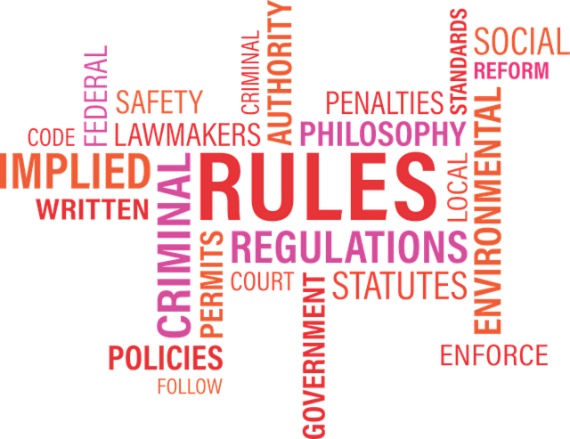 SOCIAL
REFORM
STANDARDS
AUTHORITY
CRIMINAL
FEDERAL
SAFETY
PENALTIES
CODE
LAWMAKERS
PHILOSOPHY
ENVIRONMENTAL
IMPLIED
CRIMINAL
RULES
LOCAL
WRITTEN
PERMITS
REGULATIONS
COURT
GOVERNMENT
STATUTES
POLICIES
ENFORCE
FOLLOW